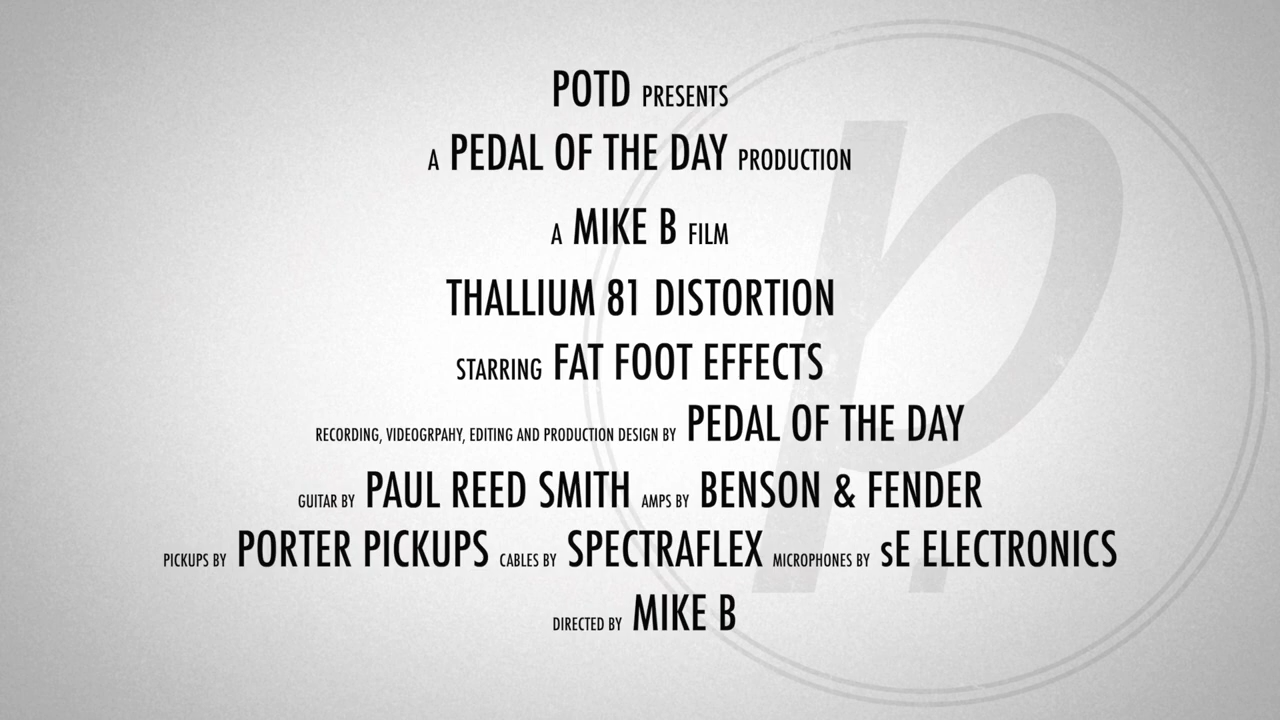 POTD PRESENTS
A PEDAL OF THE DAY PRODUCTION
A MIKE B FILM
THALLIUM 81 DISTORTION
STARRING FAT FOOT EFFECTS
RECORDING, VIDEOGRPAHY, EDITING AND PRODUCTION DESIGN BY PEDAL OF THE DAY
GUITAR BY PAUL REED SMITH AMPS BY BENSON & FENDER
PICKUPS BY PORTER PICKUPS CABLES BY SPECTRAFLEX MICROPHONES BY sE ELECTRONICS
DIRECTED BY MIKE B